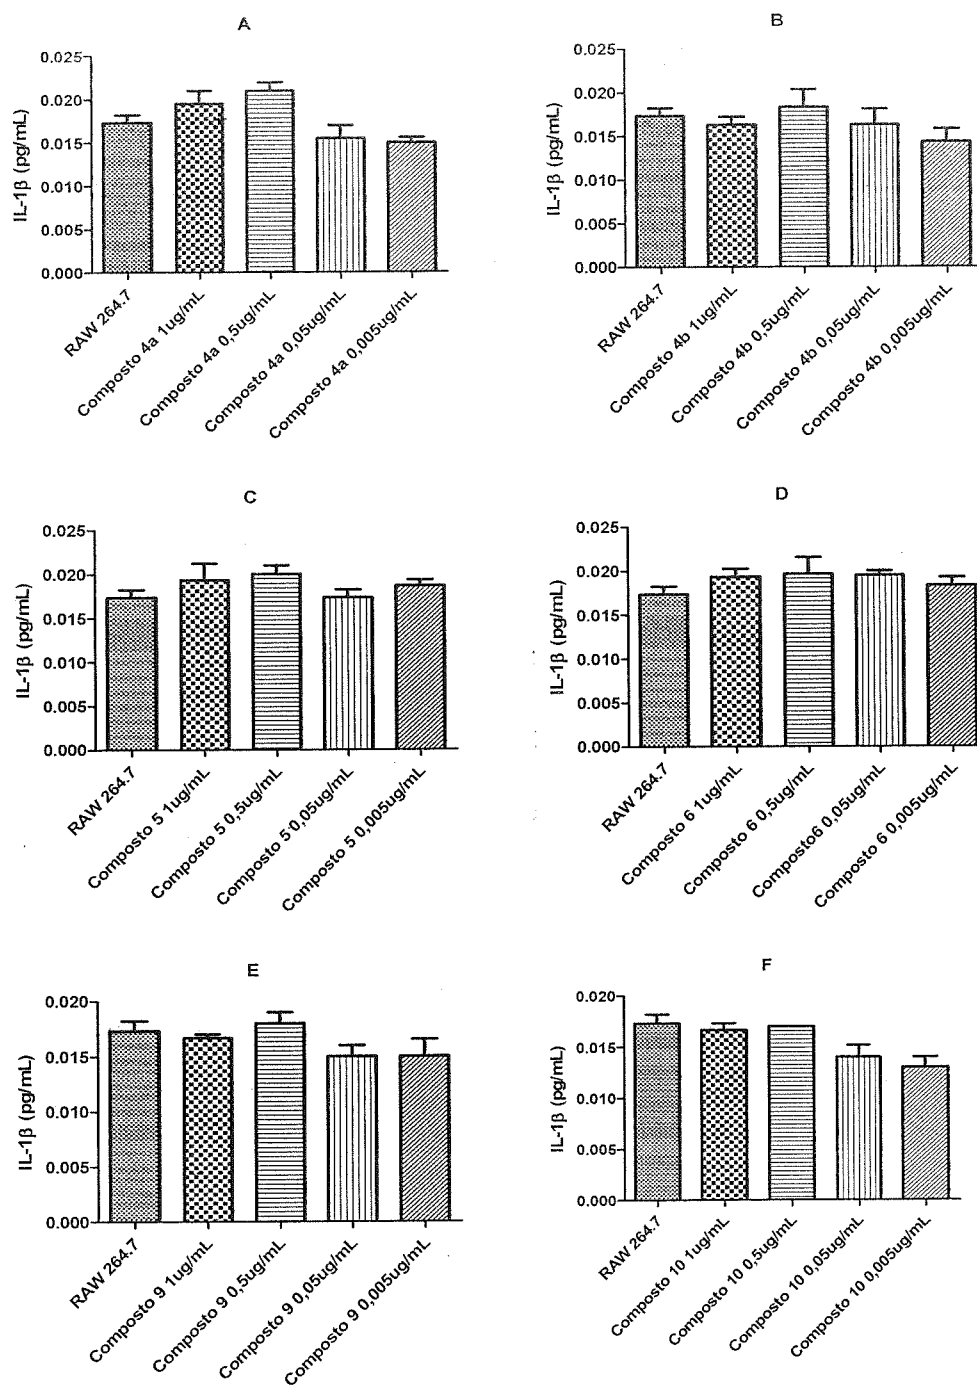 A
IL-1β (pg/mL)
0.025
0.020
0.015
0.010
0.005
0.000
RAW 264.7
Composto 4a 1ug/mL
Composto 4a 0,5ug/mL
Composto 4a 0,05ug/mL
Composto 4a 0,005ug/mL
B
IL-1β (pg/mL)
0.025
0.020
0.015
0.010
0.005
0.000
RAW 264.7
Composto 4b 1ug/mL
Composto 4b 0,5ug/mL
Composto 4b 0,05ug/mL
Composto 4b 0,005ug/mL
C
IL-1β (pg/mL)
0.025
0.020
0.015
0.010
0.005
0.000
RAW 264.7
Composto 5 1ug/mL
Composto 5 0,5ug/mL
Composto 5 0,05ug/mL
Composto 5 0,005ug/mL
D
IL-1β (pg/mL)
0.025
0.020
0.015
0.010
0.005
0.000
RAW 264.7
Composto 6 1ug/mL
Composto 6 0,5ug/mL
Composto6 0,05ug/mL
Composto 6 0,005ug/mL
E
IL-1β (pg/mL)
0.020
0.015
0.010
0.005
0.000
RAW 264.7
Composto 9 1ug/mL
Composto 9 0,5ug/mL
Composto 9 0,05ug/mL
Composto 9 0,005ug/mL
F
IL-1β (pg/mL)
0.020
0.015
0.010
0.005
0.000
RAW 264.7
Composto 10 1ug/mL
Composto 10 0,5ug/mL
Composto 10 0,05ug/mL
Composto 10 0,005ug/mL